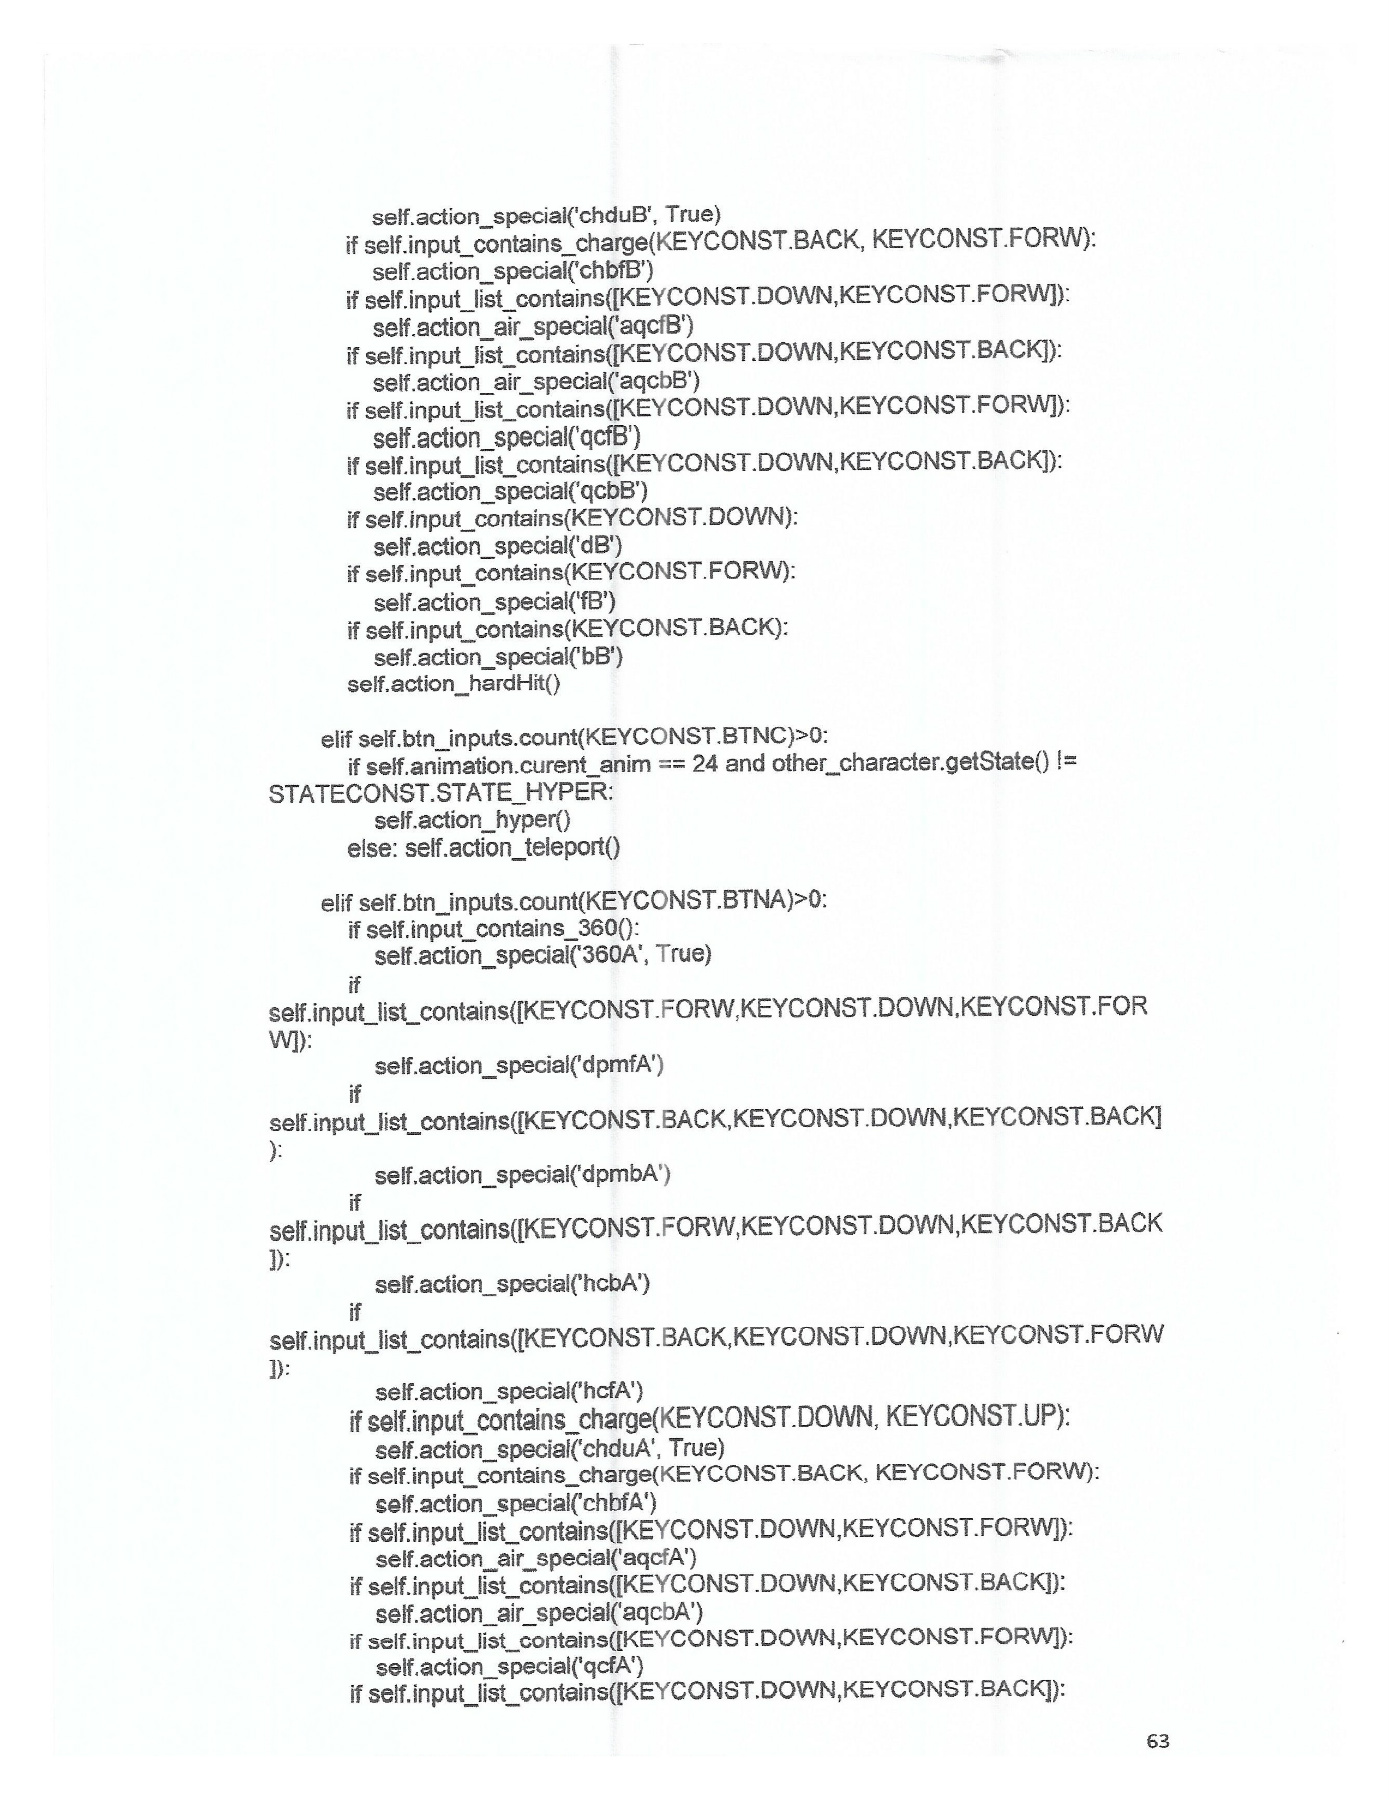 self.action_special('chduB', True)
if self.input_contains_charge(KEYCONST.BACK, KEYCONST.FORW):
self.action_special('chbfB')
if self.input_list_contains([KEYCONST.DOWN,KEYCONST.FORW]):
self.action_air_special('aqcfB')
if self.input_list_contains([KEYCONST.DOWN,KEYCONST.BACK]):
self.action_air_special('aqcbB')
if self.input_list_contains([KEYCONST.DOWN,KEYCONST.FORW]):
self.action_special('qcfB')
if self.input_list_contains([KEYCONST.DOWN,KEYCONST.BACK]):
self.action_special('qcbB')
if self.input_contains(KEYCONST.DOWN):
self.action_special('dB')
if self.input_contains(KEYCONST.FORW):
self.action_special('fB')
if self.input_contains(KEYCONST.BACK):
self.action_special('bB')
self.action_hardHit()
elif self.btn_inputs.count(KEYCONST.BTNC)>0:
if self.animation.curent_anim == 24 and other_character.getState() !=
STATECONST.STATE_HYPER:
self.action_hyper()
else: self.action_teleport()
elif self.btn_inputs.count(KEYCONST.BTNA)>0:
if self.input_contains_360():
self.action_special('360A', True)
if
self.input_list_contains([KEYCONST.FORW,KEYCONST.DOWN,KEYCONST.FOR
W]):
self.action_special('dpmfA')
if
self.input_list_contains([KEYCONST.BACK,KEYCONST.DOWN,KEYCONST.BACK]
):
self.action_special('dpmbA')
if
self.input_list_contains([KEYCONST.FORW,KEYCONST.DOWN,KEYCONST.BACK
]):
self.action_special('hcbA')
if
self.input_list_contains([KEYCONST.BACK,KEYCONST.DOWN,KEYCONST.FORW
]):
self.action_special('hcfA')
if self.input_contains_charge(KEYCONST.DOWN, KEYCONST.UP):
self.action_special('chduA', True)
if self.input_contains_charge(KEYCONST.BACK, KEYCONST.FORW):
self.action_special('chbfA')
if self.input_list_contains([KEYCONST.DOWN,KEYCONST.FORW]):
self.action_air_special('aqcfA')
if self.input_list_contains([KEYCONST.DOWN,KEYCONST.BACK]):
self.action_air_special('aqcbA')
if self.input_list_contains([KEYCONST.DOWN,KEYCONST.FORW]):
self.action_special('qcfA')
if self.input_list_contains([KEYCONST.DOWN,KEYCONST.BACK]):
63